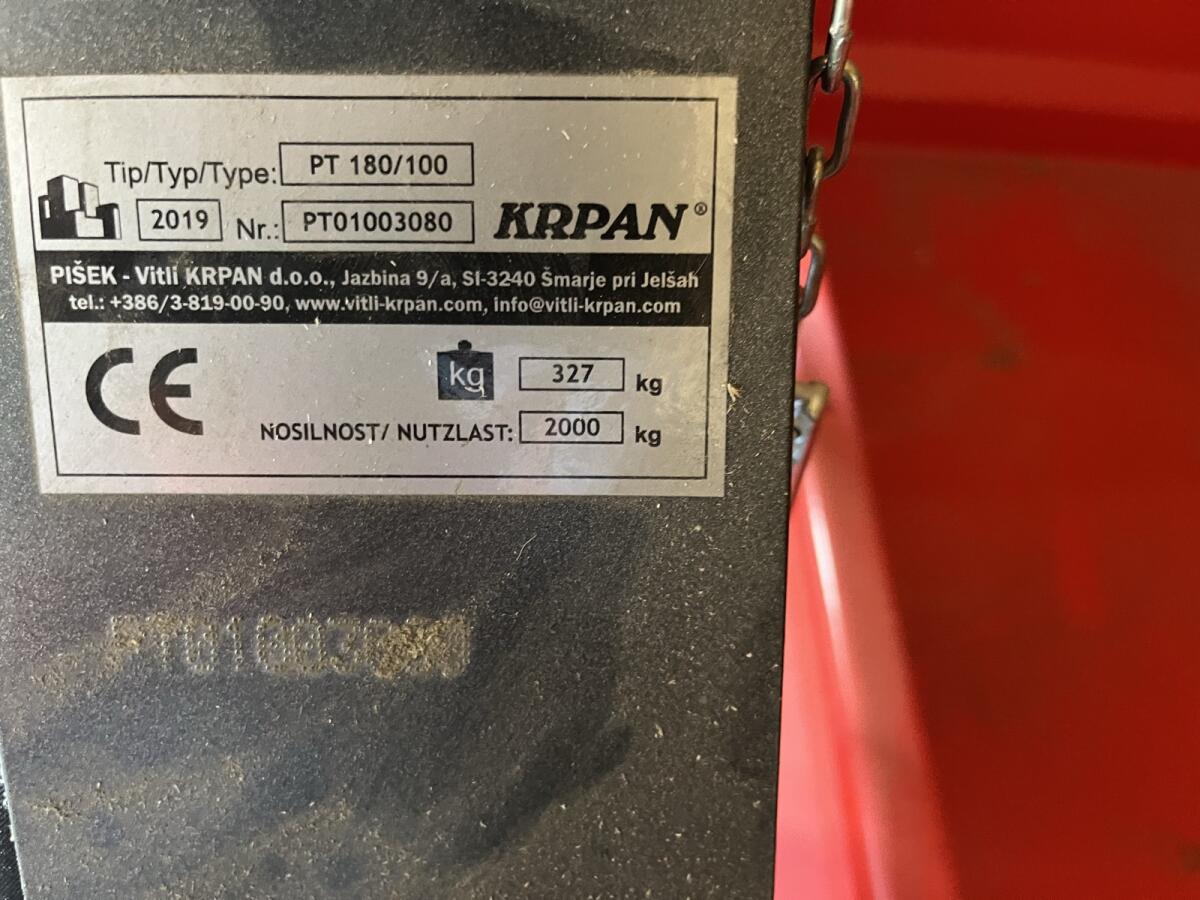 Tip/Typ/Type: PT 180/100
2019 Nr.: PT01003080 KRPAN®
PIŠEK - Vitli KRPAN d.o.o., Jazbina 9/a, SI-3240 Šmarje pri Jelšah
tel.: +386/3-819-00-90, www.vitli-krpan.com, info@vitli-krpan.com
CE kg 327 kg
NOSILNOST/ NUTZLAST: 2000 kg